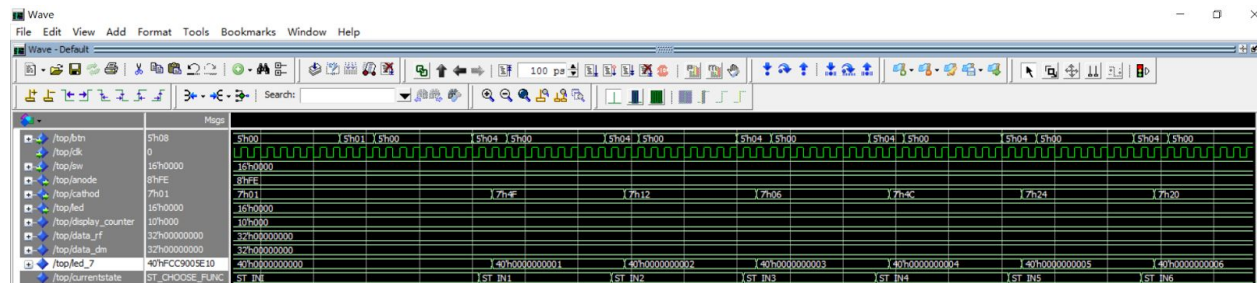 Wave
File Edit View Add Format Tools Bookmarks Window Help
Wave - Default
100 ps
Search:
Msgs
/top/btn 5'h08 5'h00 5'h01 5'h00 5'h04 5'h00 5'h04 5'h00 5'h04 5'h00 5'h04 5'h00 5'h04 5'h00 5'h04 5'h00
/top/clk 0
/top/sw 16'h0000 16'h0000
/top/anode 8'hFE 8'hFE
/top/cathod 7'h01 7'h01 7'h4F 7'h12 7'h06 7'h4C 7'h24 7'h20
/top/led 16'h0000 16'h0000
/top/display_counter 10'h000 10'h000
/top/data_rf 32'h00000000 32'h00000000
/top/data_dm 32'h00000000 32'h00000000
/top/led_7 40'hFCC9005E10 40'h0000000000 40'h0000000001 40'h0000000002 40'h0000000003 40'h0000000004 40'h0000000005 40'h0000000006
/top/currentstate ST_CHOOSE_FUNC ST_INI ST_IN1 ST_IN2 ST_IN3 ST_IN4 ST_IN5 ST_IN6